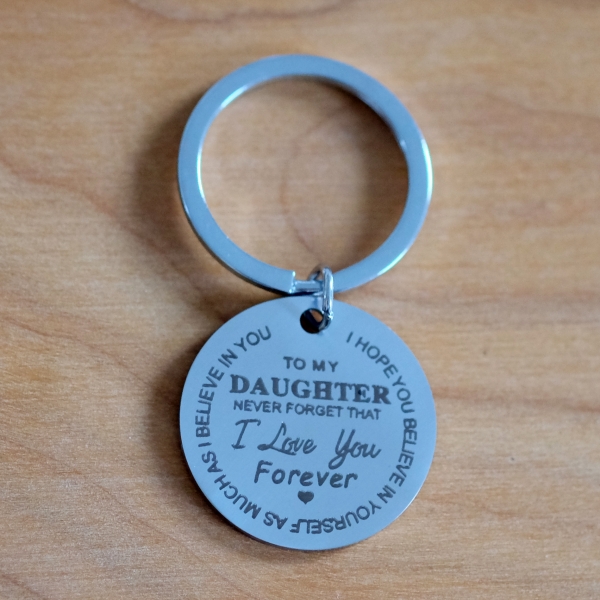 TO MY
DAUGHTER
NEVER FORGET THAT
I Love You
Forever
I HOPE YOU BELIEVE IN YOURSELF AS MUCH AS I BELIEVE IN YOU